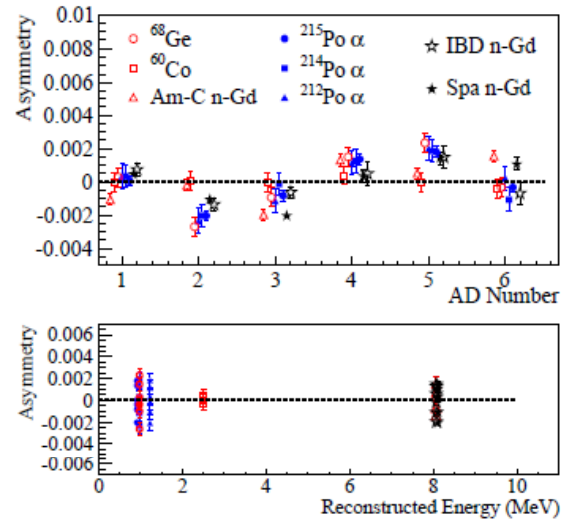 0.01
0.008
0.006
0.004
0.002
0
-0.002
-0.004
Asymmetry
⁶⁸Ge
⁶⁰Co
Am-C n-Gd
²¹⁵Po α
²¹⁴Po α
²¹²Po α
IBD n-Gd
Spa n-Gd
1 2 3 4 5 6
AD Number
0.006
0.004
0.002
0
-0.002
-0.004
-0.006
Asymmetry
0 2 4 6 8 10
Reconstructed Energy (MeV)